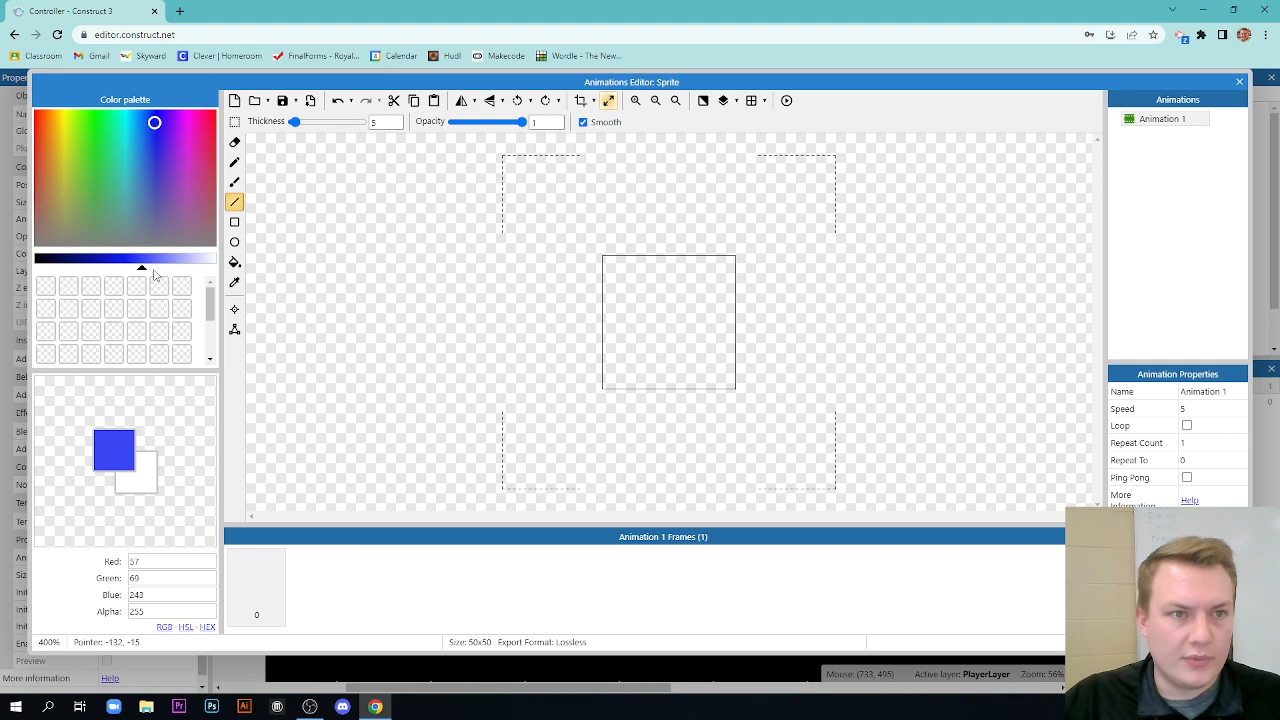 Controller - Construct 3
editor.construct.net
Classroom Gmail Skyward Clever | Homeroom FinalForms - Royal... Calendar Hudl Makecode Wordle - The New...
Animations Editor: Sprite
Color palette
Animations
Thickness 5 Opacity 1 Smooth
Animation 1
Animation Properties
Name Animation 1
Speed 5
Loop
Repeat Count 1
Repeat To 0
Ping Pong
More Information Help
Animation 1 Frames (1)
0
Red: 57
Green: 69
Blue: 243
Alpha: 255
RGB - HSL - HEX
400% Pointer: -132, -15 Size: 50x50 Export Format: Lossless
Preview
More information Help
Mouse: (733, 495) Active layer: PlayerLayer Zoom: 56%